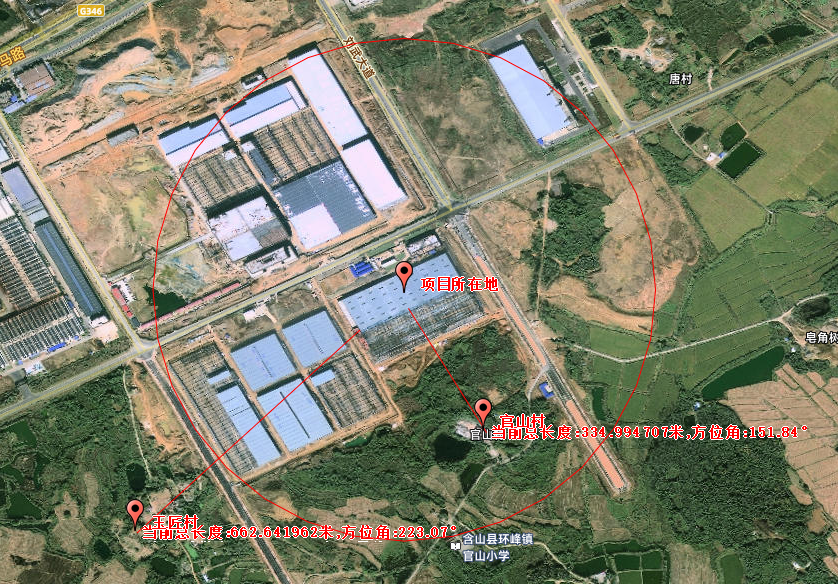 G346
马路
刘武大道
唐村
项目所在地
皂角树
官山村
当前总长度:334.994707米,方位角:151.84°
王匠村
当前总长度:662.641962米,方位角:223.07°
含山县环峰镇
官山小学